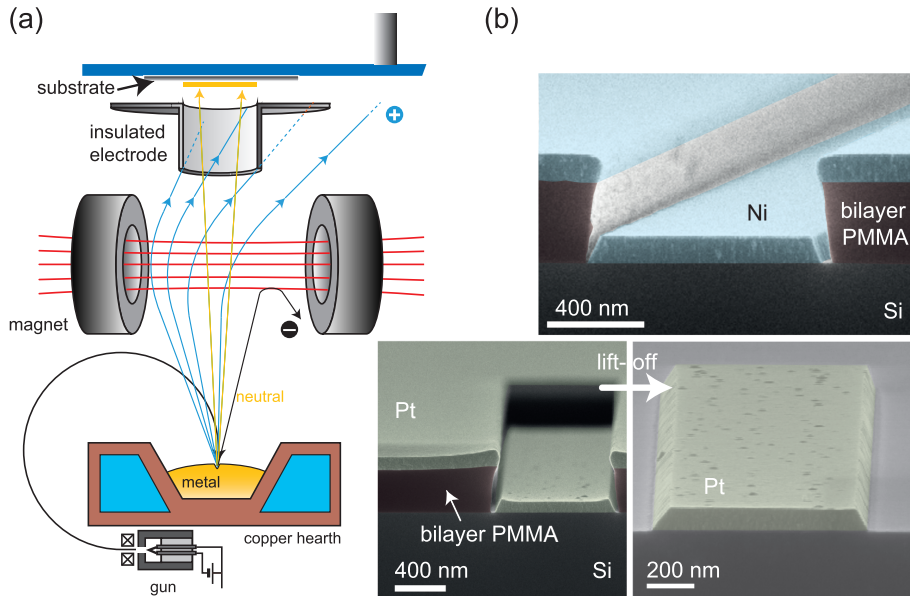 (a)
substrate
insulated
electrode
+
magnet
−
neutral
metal
copper hearth
gun
(b)
Ni
bilayer
PMMA
400 nm
Si
lift-off
Pt
bilayer PMMA
400 nm
Si
Pt
200 nm